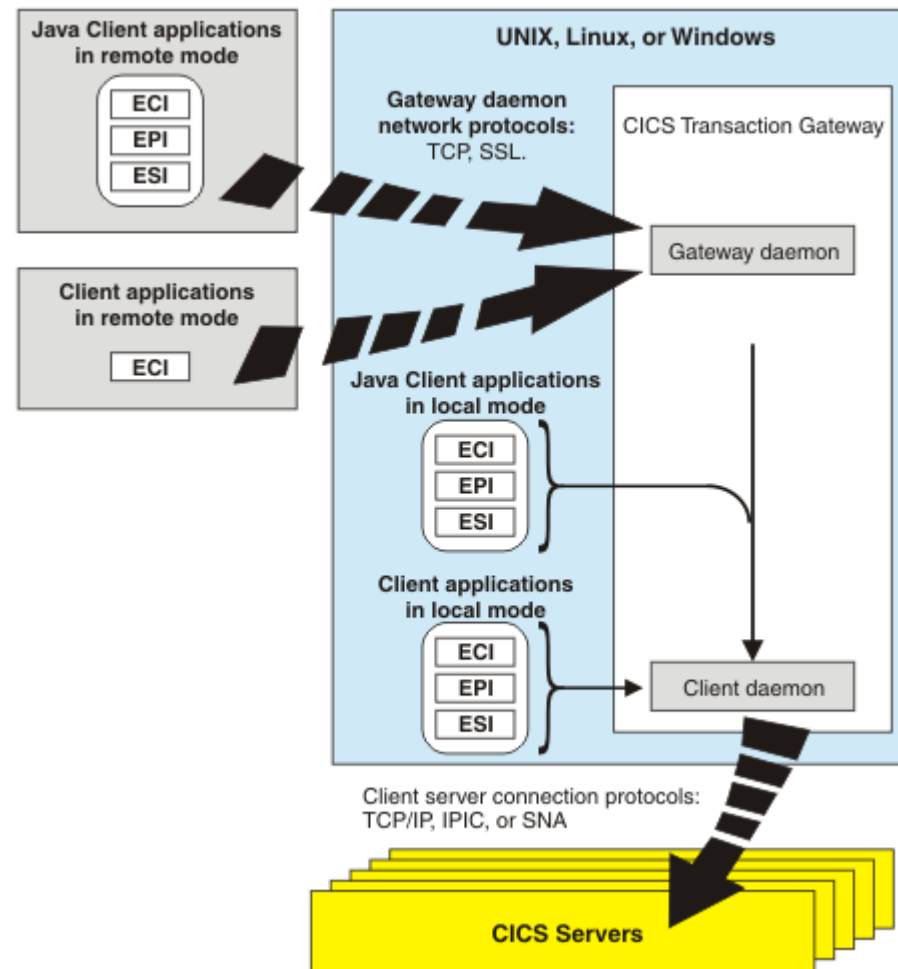 Java Client applications
in remote mode
ECI
EPI
ESI
Client applications
in remote mode
ECI
UNIX, Linux, or Windows
Gateway daemon
network protocols:
TCP, SSL.
CICS Transaction Gateway
Gateway daemon
Java Client applications
in local mode
ECI
EPI
ESI
Client applications
in local mode
ECI
EPI
ESI
Client daemon
Client server connection protocols:
TCP/IP, IPIC, or SNA
CICS Servers